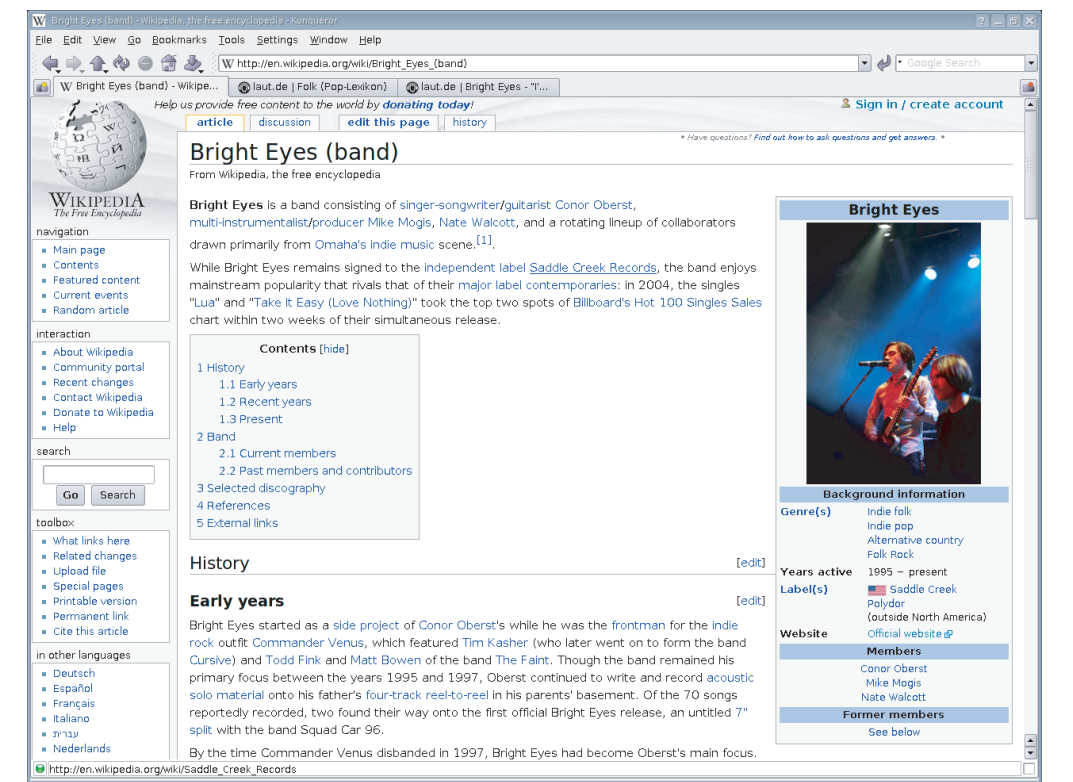 Bright Eyes (band) - Wikipedia, the free encyclopedia - Konqueror
File Edit View Go Bookmarks Tools Settings Window Help
http://en.wikipedia.org/wiki/Bright_Eyes_(band)
Google Search
Bright Eyes (band) - Wikipe...
laut.de | Folk (Pop-Lexikon)
laut.de | Bright Eyes - "I'...
Help us provide free content to the world by donating today!
Sign in / create account
article discussion edit this page history
Have questions? Find out how to ask questions and get answers.
WIKIPEDIA
The Free Encyclopedia
navigation
Main page
Contents
Featured content
Current events
Random article
interaction
About Wikipedia
Community portal
Recent changes
Contact Wikipedia
Donate to Wikipedia
Help
search
Go Search
toolbox
What links here
Related changes
Upload file
Special pages
Printable version
Permanent link
Cite this article
in other languages
Deutsch
Español
Français
Italiano
עברית
Nederlands
Bright Eyes (band)
From Wikipedia, the free encyclopedia
Bright Eyes is a band consisting of singer-songwriter/guitarist Conor Oberst,
multi-instrumentalist/producer Mike Mogis, Nate Walcott, and a rotating lineup of collaborators
drawn primarily from Omaha's indie music scene.[1].
While Bright Eyes remains signed to the independent label Saddle Creek Records, the band enjoys
mainstream popularity that rivals that of their major label contemporaries: in 2004, the singles
"Lua" and "Take It Easy (Love Nothing)" took the top two spots of Billboard's Hot 100 Singles Sales
chart within two weeks of their simultaneous release.
Contents [hide]
1 History
1.1 Early years
1.2 Recent years
1.3 Present
2 Band
2.1 Current members
2.2 Past members and contributors
3 Selected discography
4 References
5 External links
History [edit]
Early years [edit]
Bright Eyes started as a side project of Conor Oberst's while he was the frontman for the indie
rock outfit Commander Venus, which featured Tim Kasher (who later went on to form the band
Cursive) and Todd Fink and Matt Bowen of the band The Faint. Though the band remained his
primary focus between the years 1995 and 1997, Oberst continued to write and record acoustic
solo material onto his father's four-track reel-to-reel in his parents' basement. Of the 70 songs
reportedly recorded, two found their way onto the first official Bright Eyes release, an untitled 7"
split with the band Squad Car 96.
By the time Commander Venus disbanded in 1997, Bright Eyes had become Oberst's main focus.
Bright Eyes
Background information
Genre(s) Indie folk
Indie pop
Alternative country
Folk Rock
Years active 1995 – present
Label(s) Saddle Creek
Polydor
(outside North America)
Website Official website
Members
Conor Oberst
Mike Mogis
Nate Walcott
Former members
See below
http://en.wikipedia.org/wiki/Saddle_Creek_Records